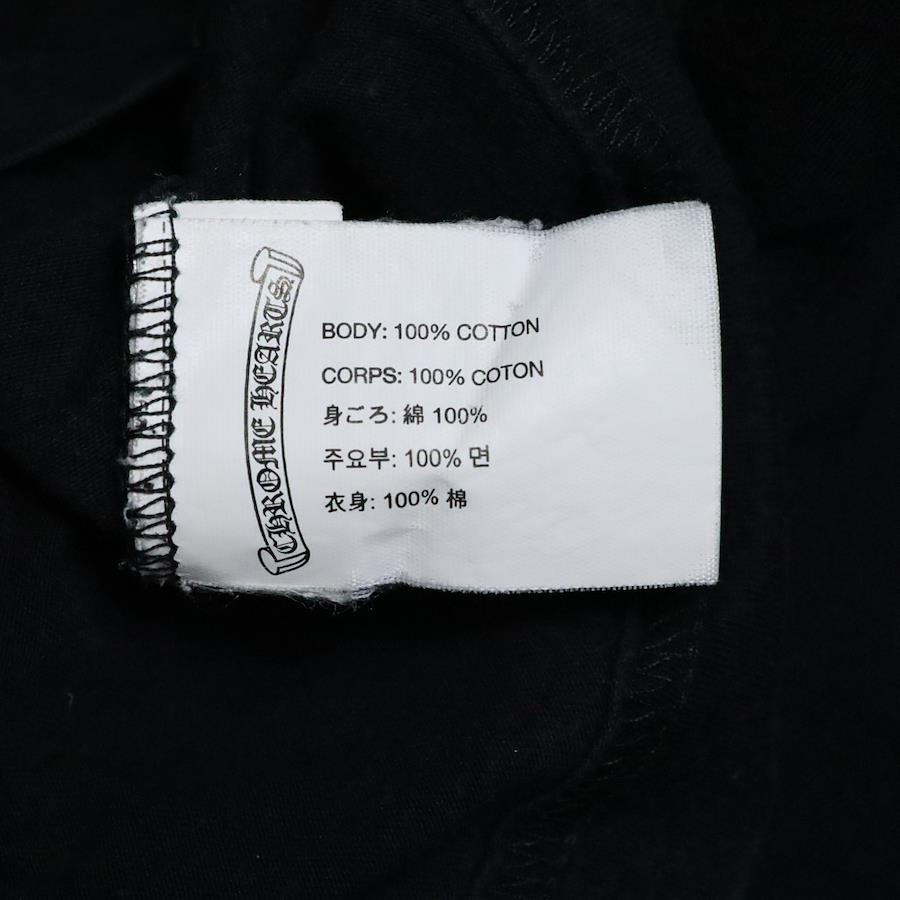 CHROME HEARTS
BODY: 100% COTTON
CORPS: 100% COTON
身ごろ: 綿 100%
주요부: 100% 면
衣身: 100% 棉